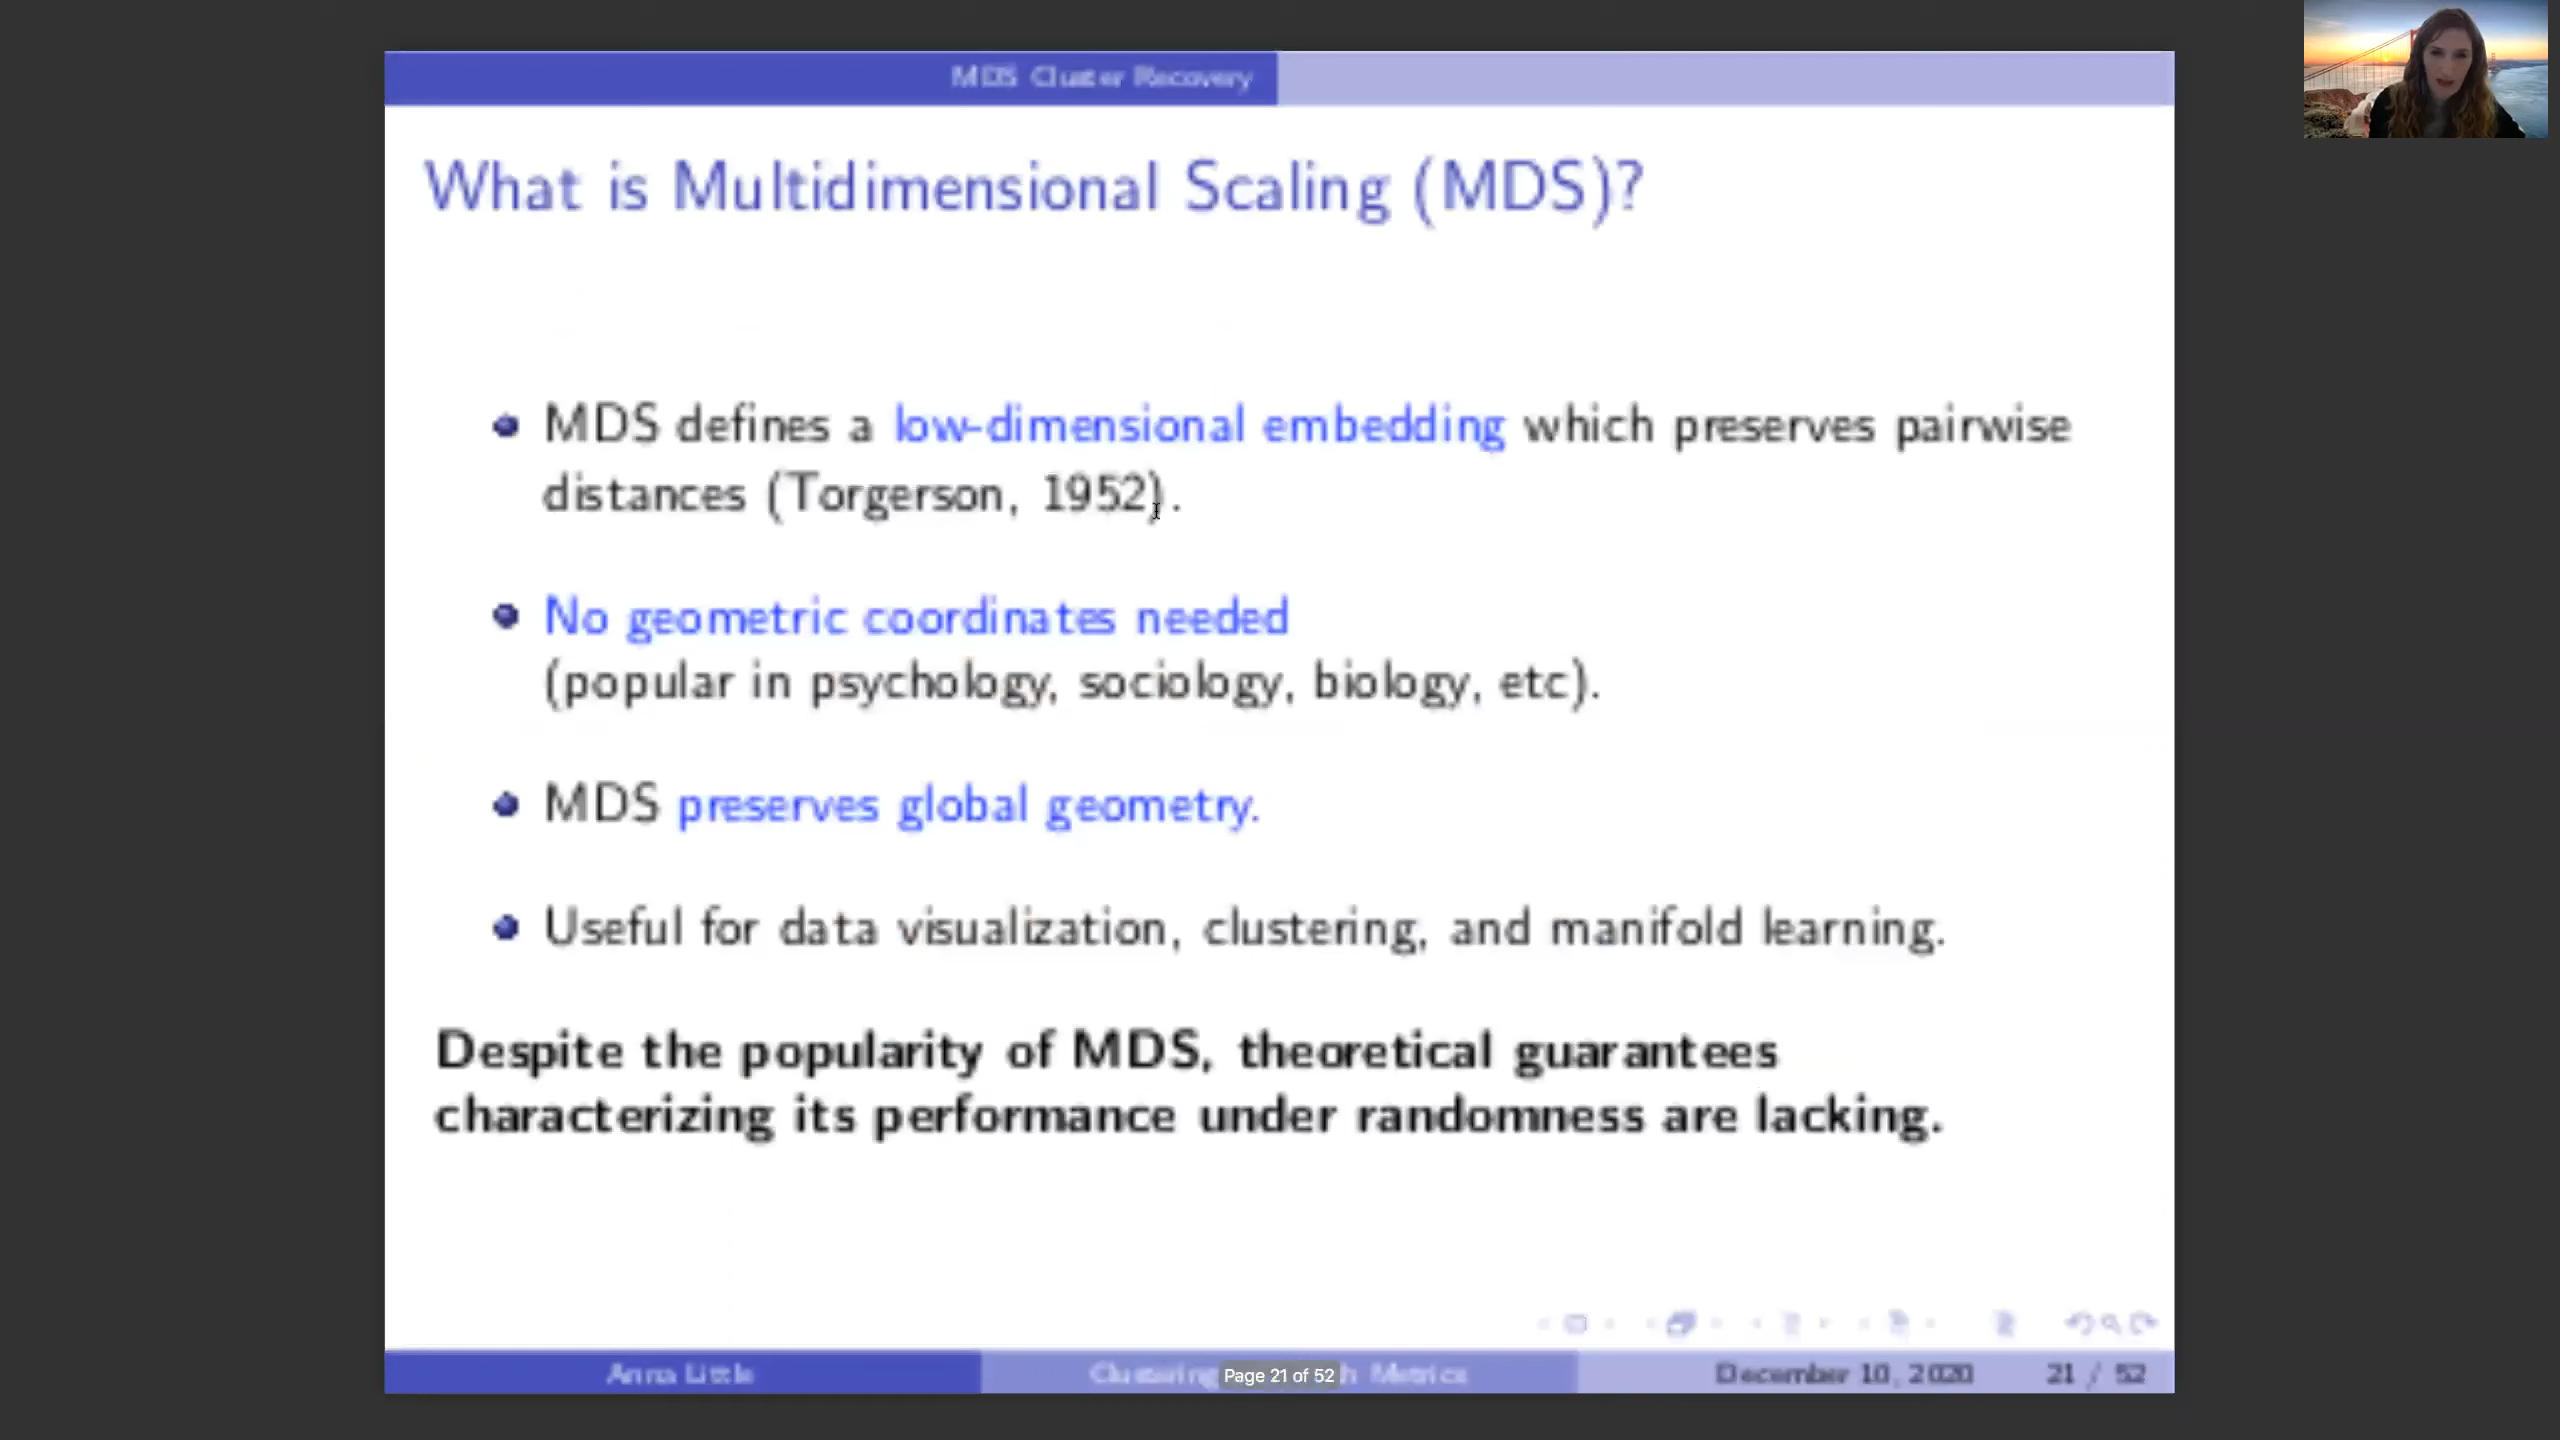 MDS Cluster Recovery
What is Multidimensional Scaling (MDS)?
MDS defines a low-dimensional embedding which preserves pairwise
distances (Torgerson, 1952).
No geometric coordinates needed
(popular in psychology, sociology, biology, etc).
MDS preserves global geometry.
Useful for data visualization, clustering, and manifold learning.
Despite the popularity of MDS, theoretical guarantees
characterizing its performance under randomness are lacking.
Anna Little
Clustering Page 21 of 52 h Metrics
December 10, 2020
21 / 52